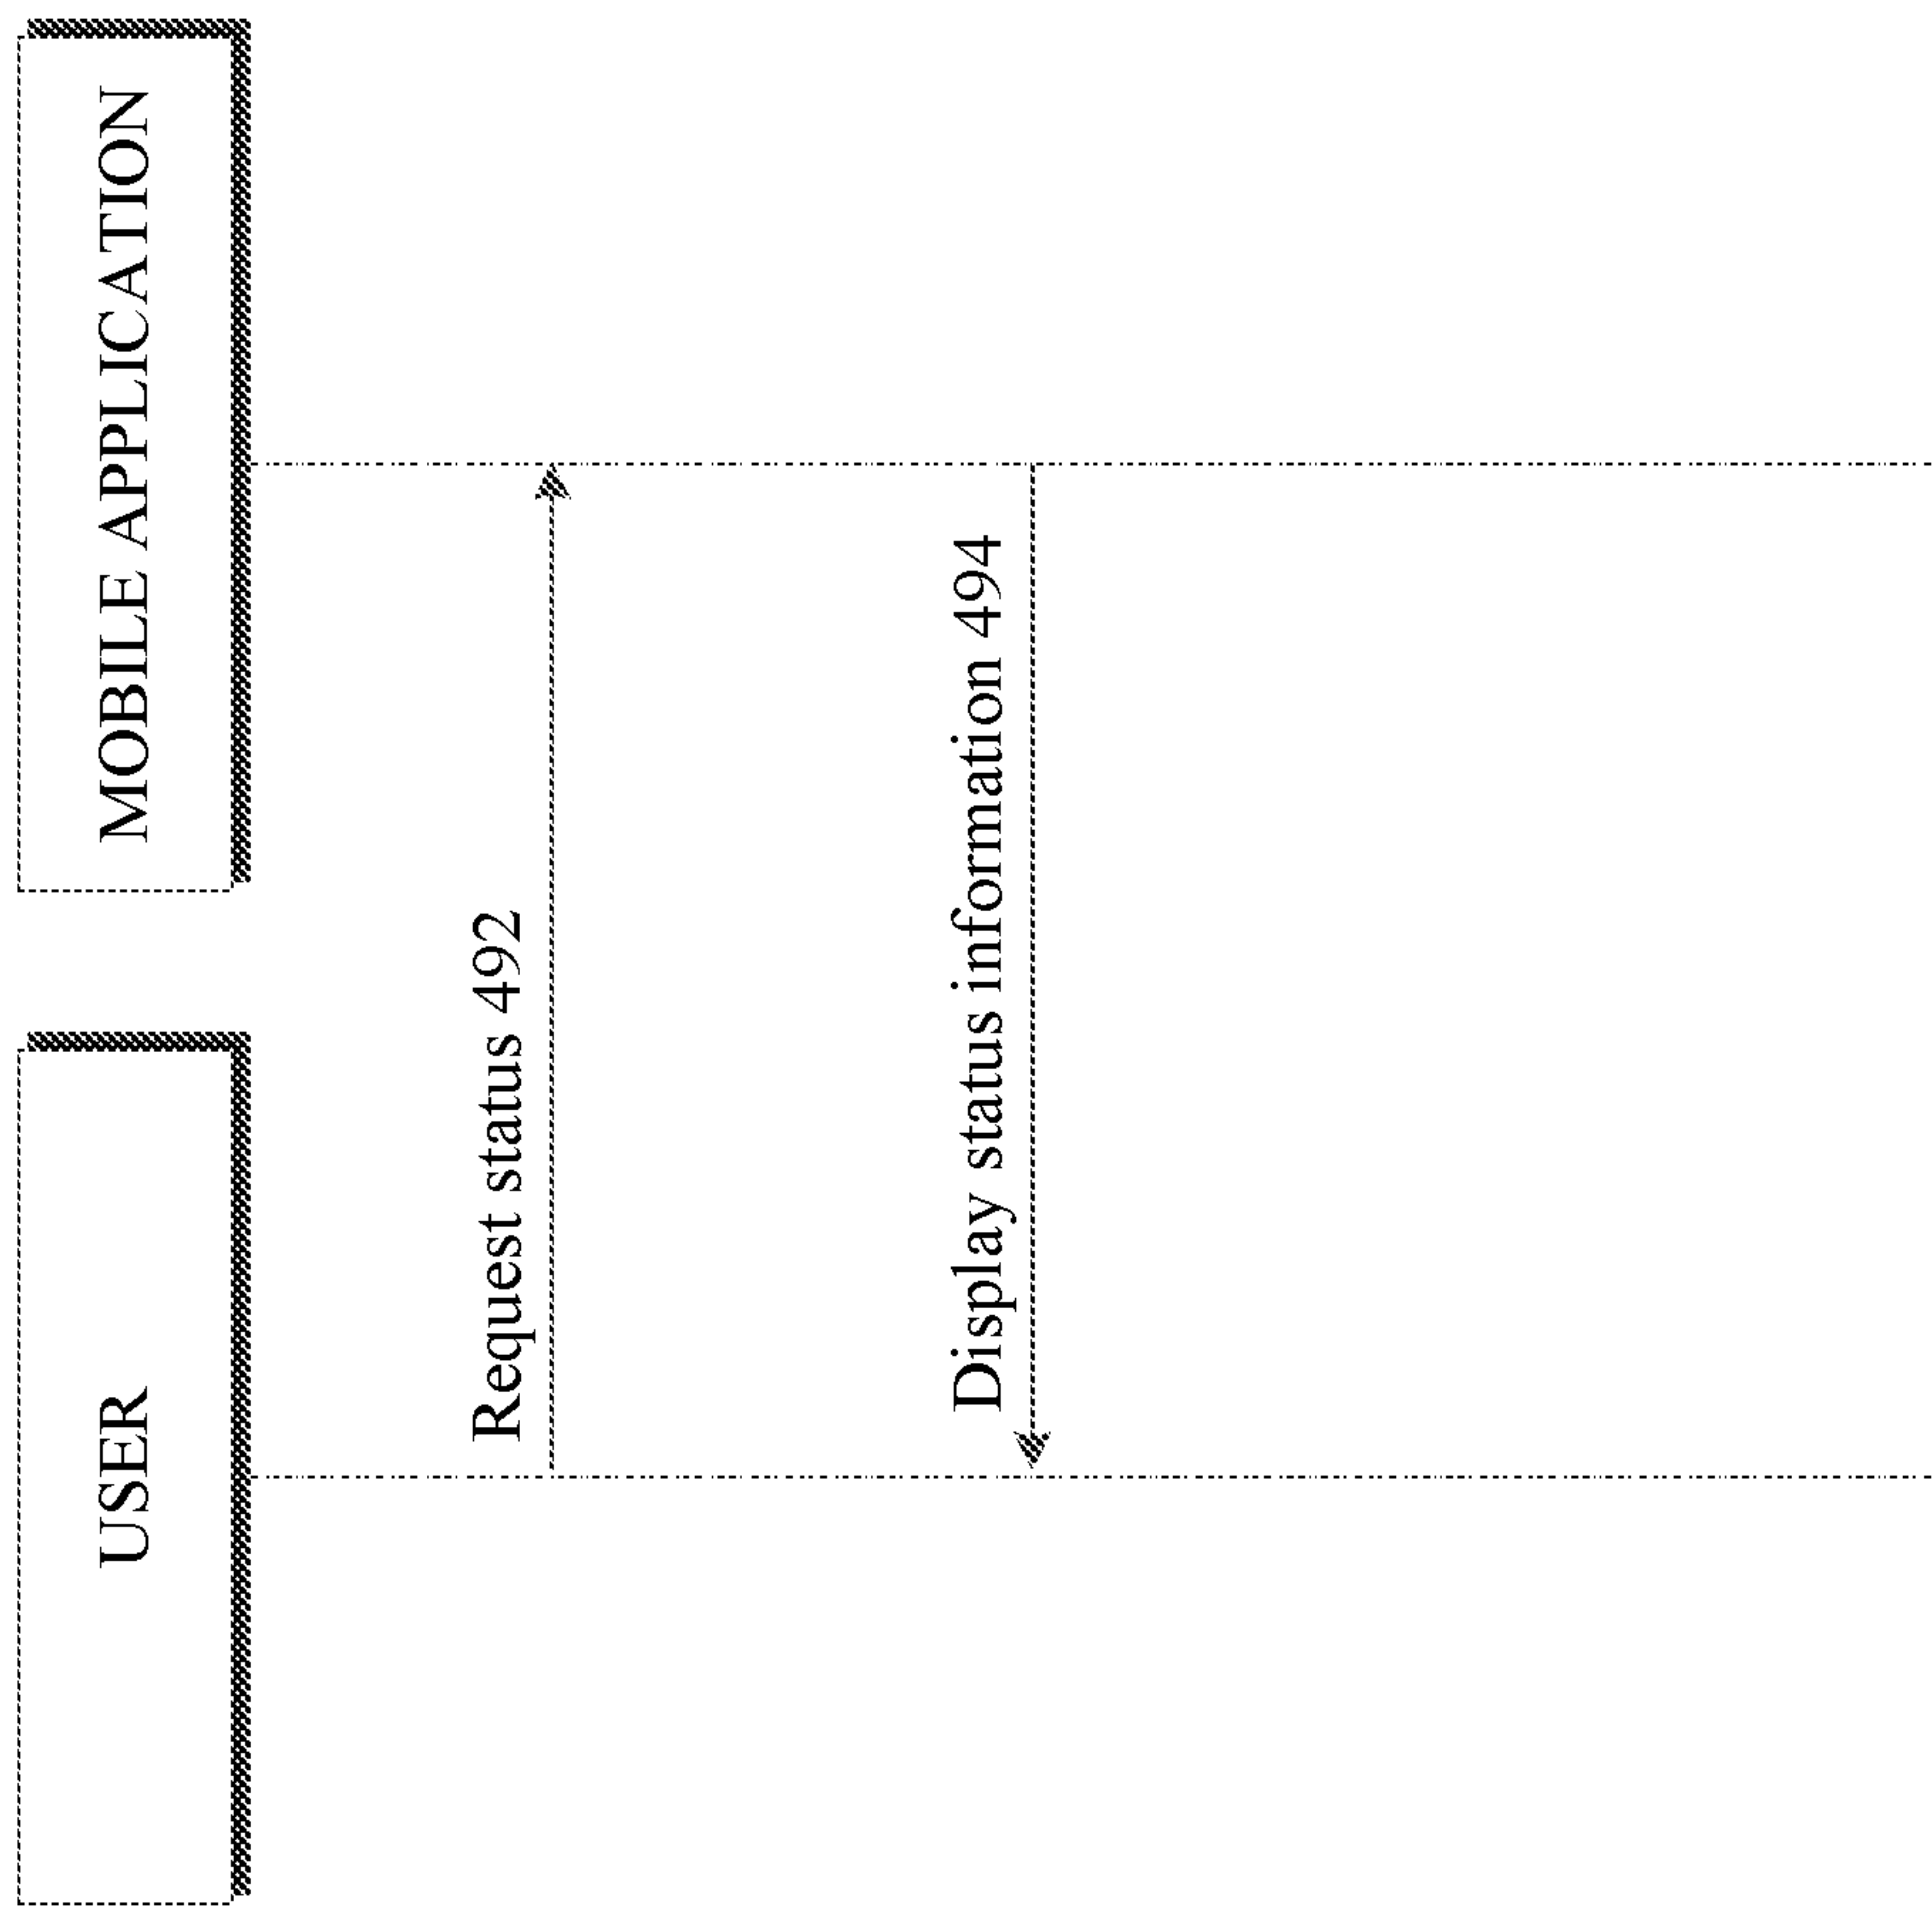 USER
MOBILE APPLICATION
Request status 492
Display status information 494